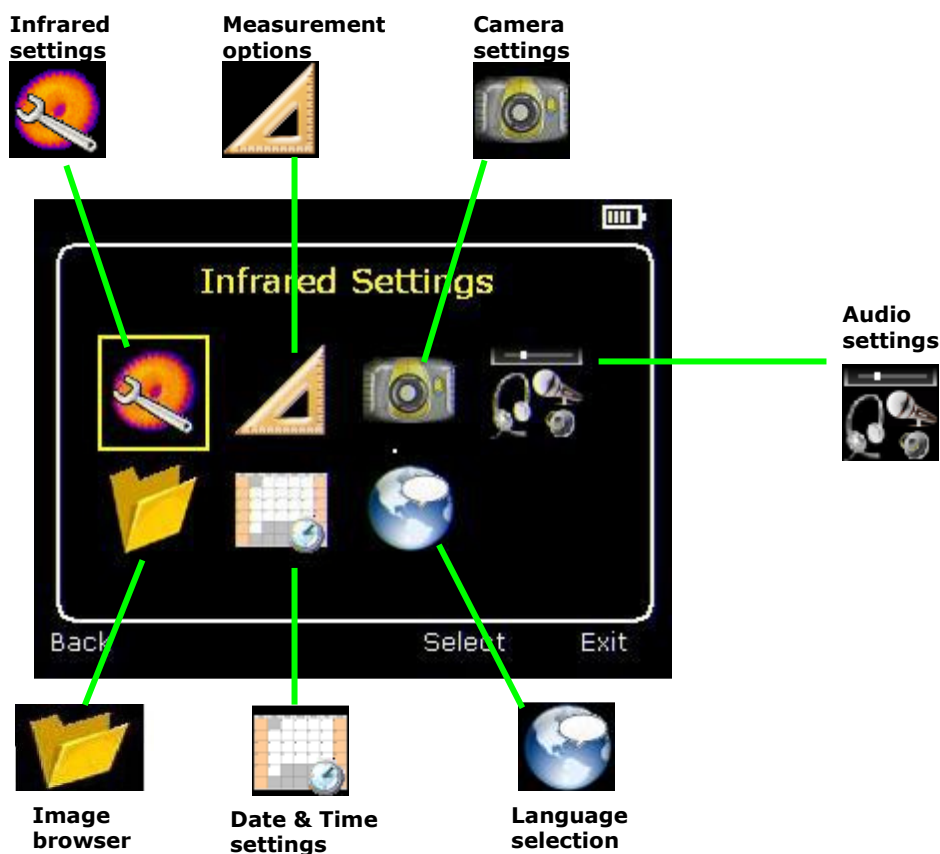 Infrared
settings
Measurement
options
Camera
settings
Infrared Settings
Audio
settings
Back
Select
Exit
Image
browser
Date & Time
settings
Language
selection